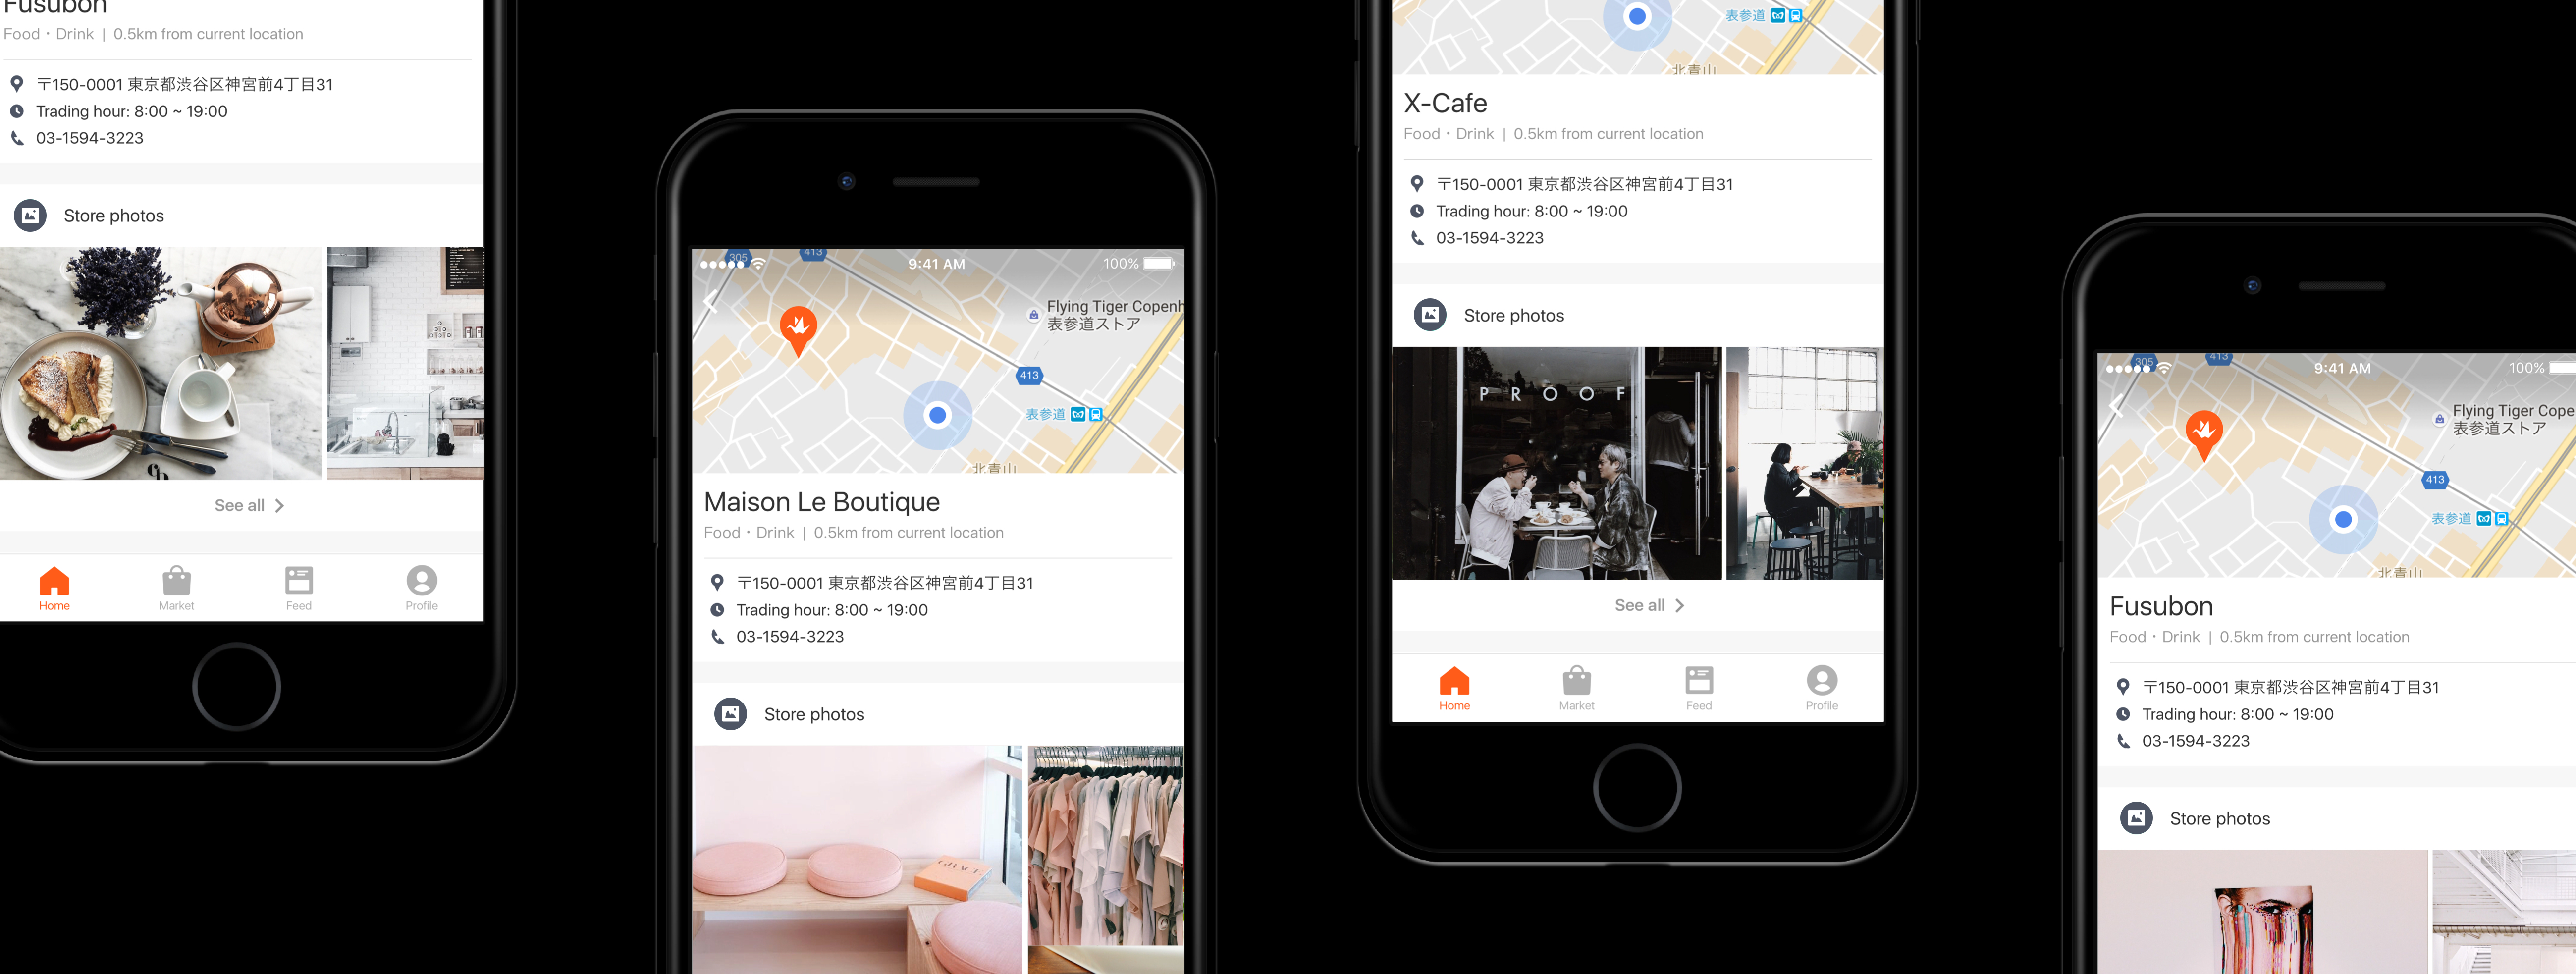 Fusubon
Food・Drink | 0.5km from current location
〒150-0001 東京都渋谷区神宮前4丁目31
Trading hour: 8:00 ~ 19:00
03-1594-3223
Store photos
See all
Home
Market
Feed
Profile
305
413
9:41 AM
100%
Flying Tiger Copenh
表参道ストア
413
表参道
北青山
Maison Le Boutique
Food・Drink | 0.5km from current location
〒150-0001 東京都渋谷区神宮前4丁目31
Trading hour: 8:00 ~ 19:00
03-1594-3223
Store photos
GRACE
表参道
北青山
X-Cafe
Food・Drink | 0.5km from current location
〒150-0001 東京都渋谷区神宮前4丁目31
Trading hour: 8:00 ~ 19:00
03-1594-3223
Store photos
PROOF
See all
Home
Market
Feed
Profile
305
413
9:41 AM
100%
Flying Tiger Cope
表参道ストア
413
表参道
北青山
Fusubon
Food・Drink | 0.5km from current location
〒150-0001 東京都渋谷区神宮前4丁目31
Trading hour: 8:00 ~ 19:00
03-1594-3223
Store photos